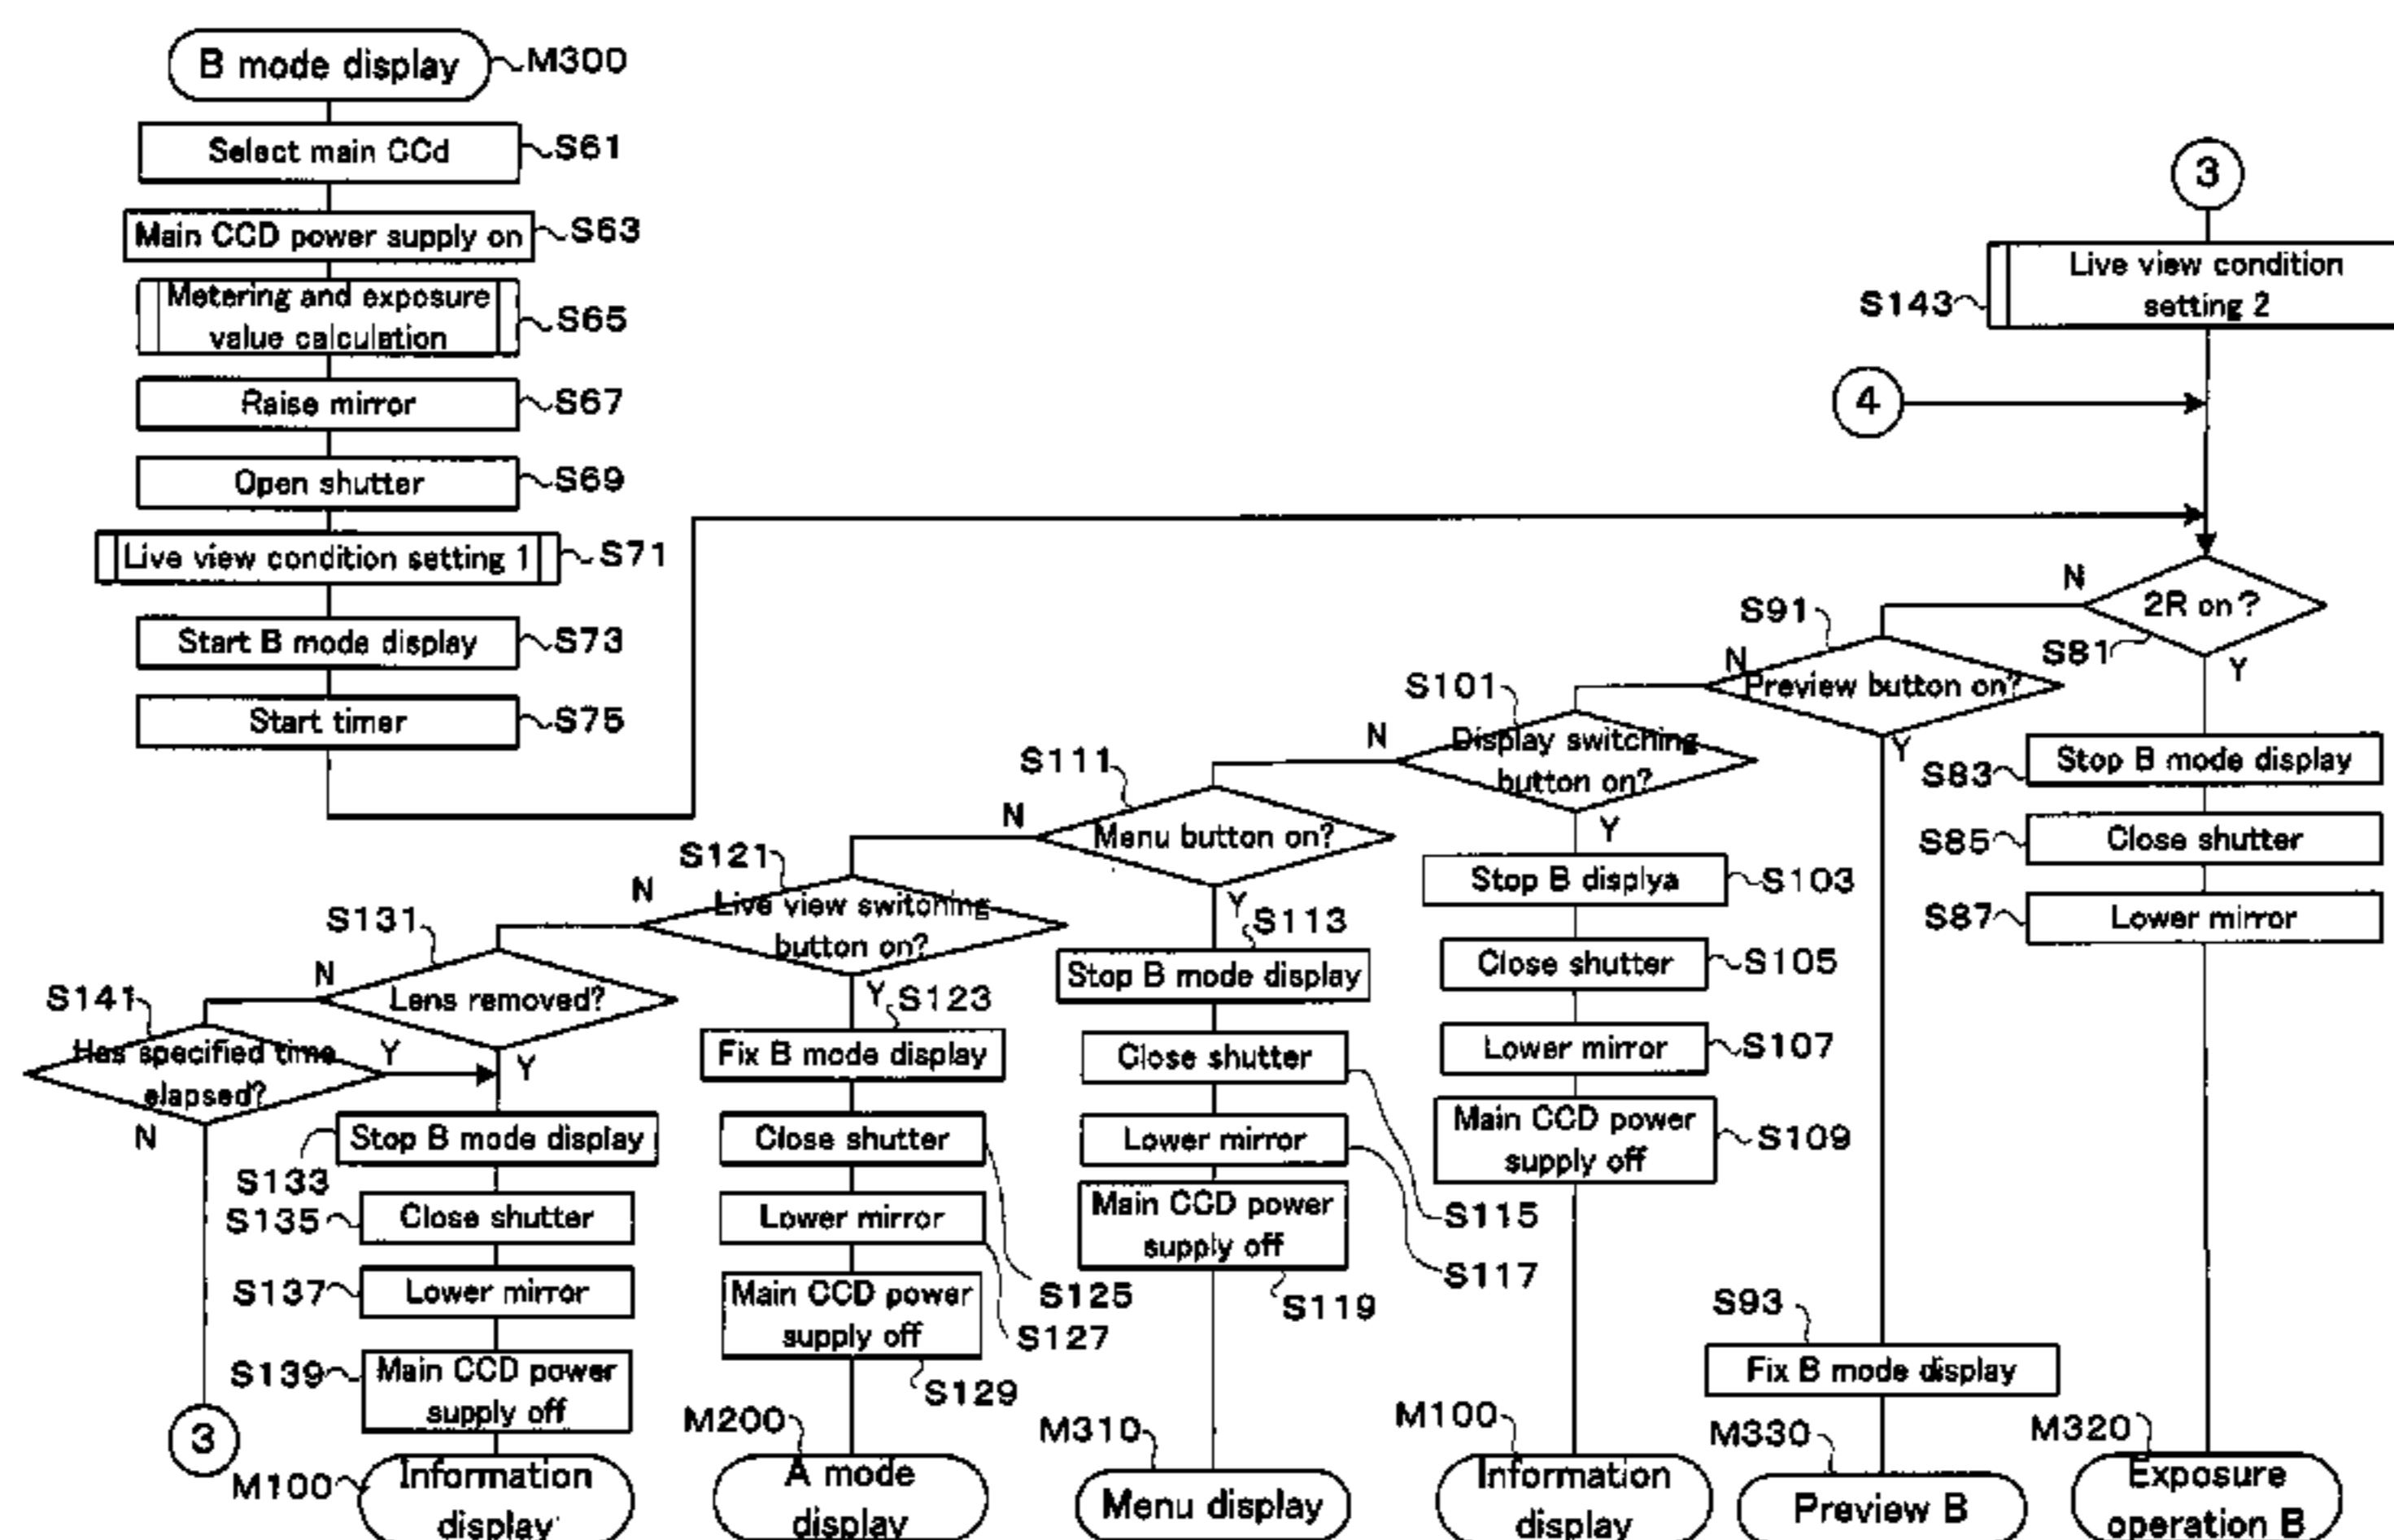 B mode display
M300
Select main CCd
S61
Main CCD power supply on
S63
Metering and exposure
value calculation
S65
Raise mirror
S67
Open shutter
S69
Live view condition setting 1
S71
Start B mode display
S73
Start timer
S75
3
Live view condition
setting 2
S143
4
2R on?
N
S81
Y
Stop B mode display
S83
Close shutter
S85
Lower mirror
S87
M320
Exposure
operation B
S91
N
Preview button on?
Y
S93
Fix B mode display
M330
Preview B
S101
N
Display switching
button on?
Y
Stop B displya
S103
Close shutter
S105
Lower mirror
S107
Main CCD power
supply off
S109
M100
Information
display
S111
N
Menu button on?
Y
S113
Stop B mode display
Close shutter
S115
Lower mirror
S117
Main CCD power
supply off
S119
M310
Menu display
S121
N
Live view switching
button on?
Y
S123
Fix B mode display
Close shutter
S125
Lower mirror
S127
Main CCD power
supply off
S129
M200
A mode
display
S131
N
Lens removed?
Y
Stop B mode display
S133
Close shutter
S135
Lower mirror
S137
Main CCD power
supply off
S139
M100
Information
display
S141
Has specified time
elapsed?
Y
N
3